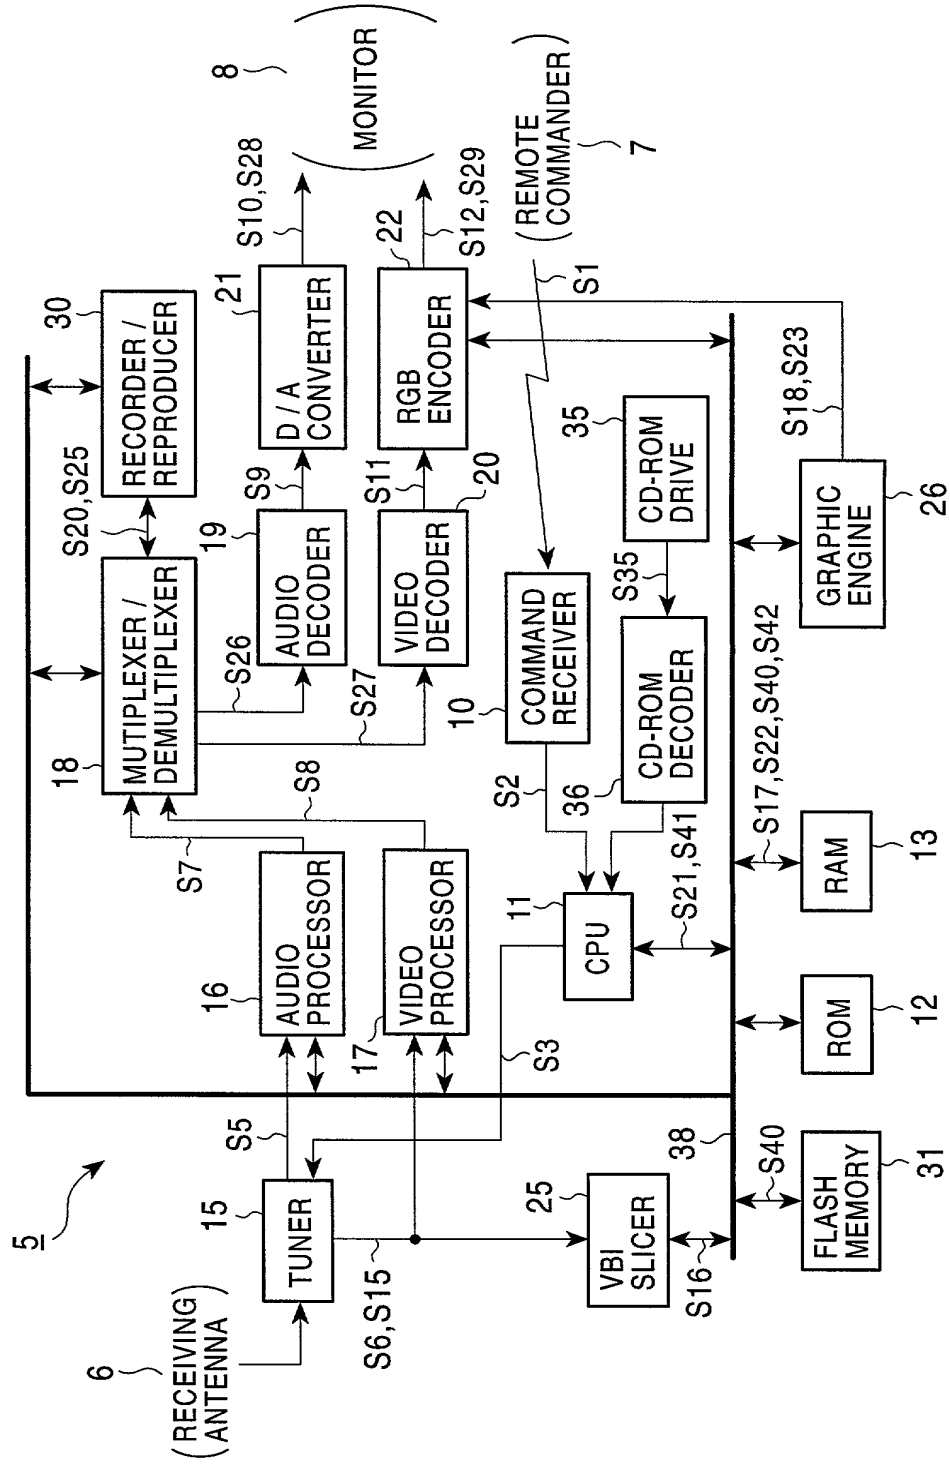 5
6
(RECEIVING
ANTENNA)
15
TUNER
S5
S6,S15
25
VBI
SLICER
S16
38
S40
FLASH
MEMORY
31
16
AUDIO
PROCESSOR
17
VIDEO
PROCESSOR
S3
11
CPU
S21,S41
ROM
12
RAM
13
S17,S22,S40,S42
S7
S8
18
MUTIPLEXER/
DEMULTIPLEXER
S26
S27
S20,S25
30
RECORDER/
REPRODUCER
19
AUDIO
DECODER
S9
21
D/A
CONVERTER
S10,S28
VIDEO
DECODER
20
S11
RGB
ENCODER
22
S12,S29
8
(MONITOR)
10
COMMAND
RECEIVER
S2
S1
(REMOTE
COMMANDER)
7
36
CD-ROM
DECODER
S35
35
CD-ROM
DRIVE
GRAPHIC
ENGINE
26
S18,S23